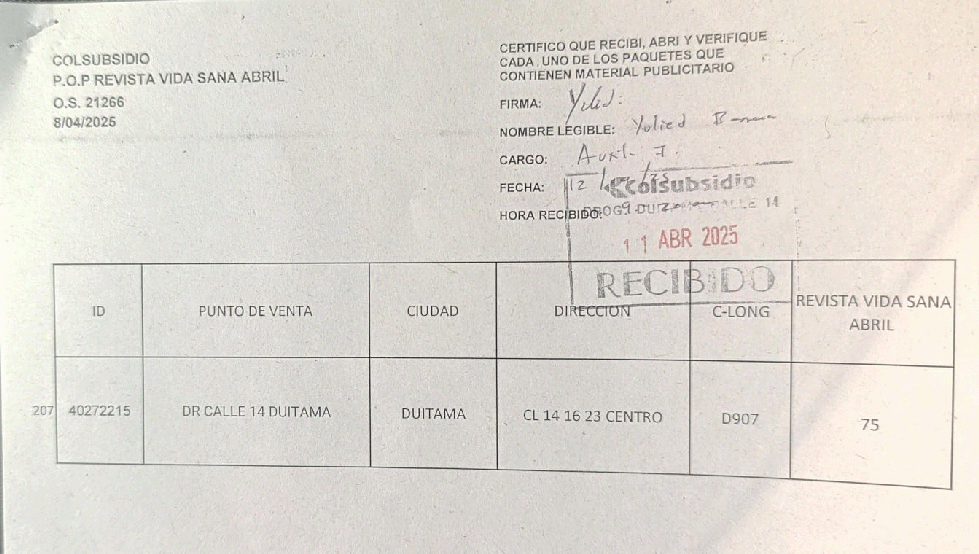 COLSUBSIDIO
P.O.P REVISTA VIDA SANA ABRIL
O.S. 21266
8/04/2025
CERTIFICO QUE RECIBI, ABRI Y VERIFIQUE
CADA UNO DE LOS PAQUETES QUE
CONTIENEN MATERIAL PUBLICITARIO
FIRMA:
NOMBRE LEGIBLE: Yulied
CARGO:
FECHA:
HORA RECIBIDO:
colsubsidio
CALLE 14
11 ABR 2025
RECIBIDO
ID PUNTO DE VENTA CIUDAD DIRECCION C-LONG REVISTA VIDA SANA
ABRIL
207 40272215 DR CALLE 14 DUITAMA DUITAMA CL 14 16 23 CENTRO D907 75